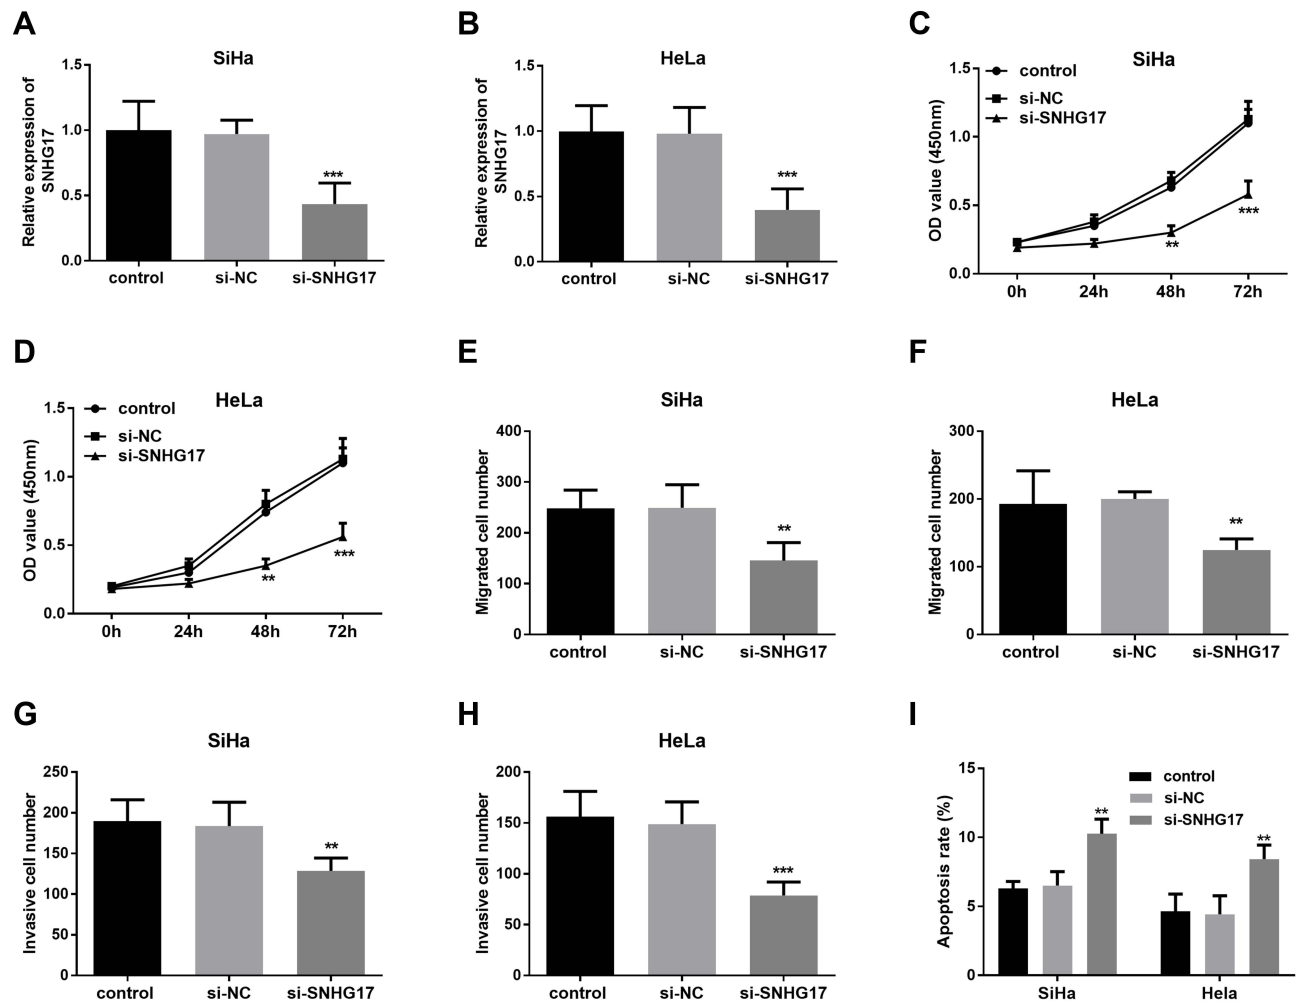 A
SiHa
Relative expression of
SNHG17
1.5
1.0
0.5
0.0
***
control si-NC si-SNHG17
B
HeLa
Relative expression of
SNHG17
1.5
1.0
0.5
0.0
***
control si-NC si-SNHG17
C
SiHa
control
si-NC
si-SNHG17
OD value (450nm)
1.5
1.0
0.5
0.0
**
***
0h 24h 48h 72h
D
HeLa
control
si-NC
si-SNHG17
OD value (450nm)
1.5
1.0
0.5
0.0
**
***
0h 24h 48h 72h
E
SiHa
Migrated cell number
400
300
200
100
0
**
control si-NC si-SNHG17
F
HeLa
Migrated cell number
300
200
100
0
**
control si-NC si-SNHG17
G
SiHa
Invasive cell number
250
200
150
100
50
0
**
control si-NC si-SNHG17
H
HeLa
Invasive cell number
200
150
100
50
0
***
control si-NC si-SNHG17
I
control
si-NC
si-SNHG17
Apoptosis rate (%)
15
10
5
0
**
**
SiHa Hela